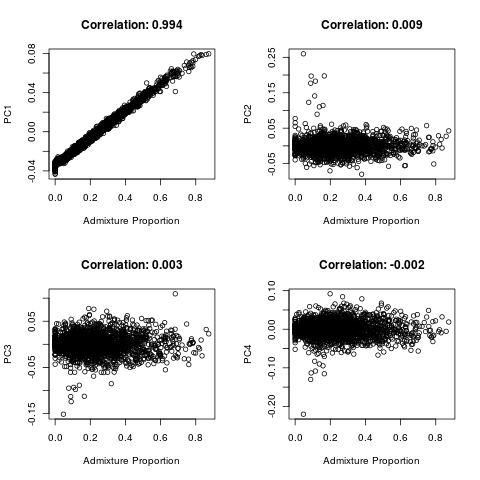 Correlation: 0.994
PC1
0.08
0.04
0.00
-0.04
0.0 0.2 0.4 0.6 0.8
Admixture Proportion
Correlation: 0.009
PC2
0.25
0.15
0.05
-0.05
0.0 0.2 0.4 0.6 0.8
Admixture Proportion
Correlation: 0.003
PC3
0.05
-0.05
-0.15
0.0 0.2 0.4 0.6 0.8
Admixture Proportion
Correlation: -0.002
PC4
0.10
0.00
-0.10
-0.20
0.0 0.2 0.4 0.6 0.8
Admixture Proportion